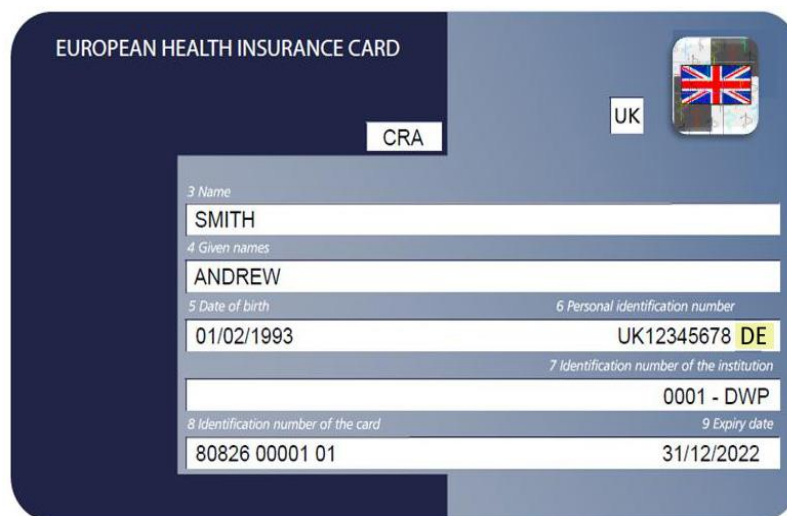 EUROPEAN HEALTH INSURANCE CARD
UK
CRA
3 Name
SMITH
4 Given names
ANDREW
5 Date of birth 6 Personal identification number
01/02/1993 UK12345678 DE
7 Identification number of the institution
0001 - DWP
8 Identification number of the card 9 Expiry date
80826 00001 01 31/12/2022